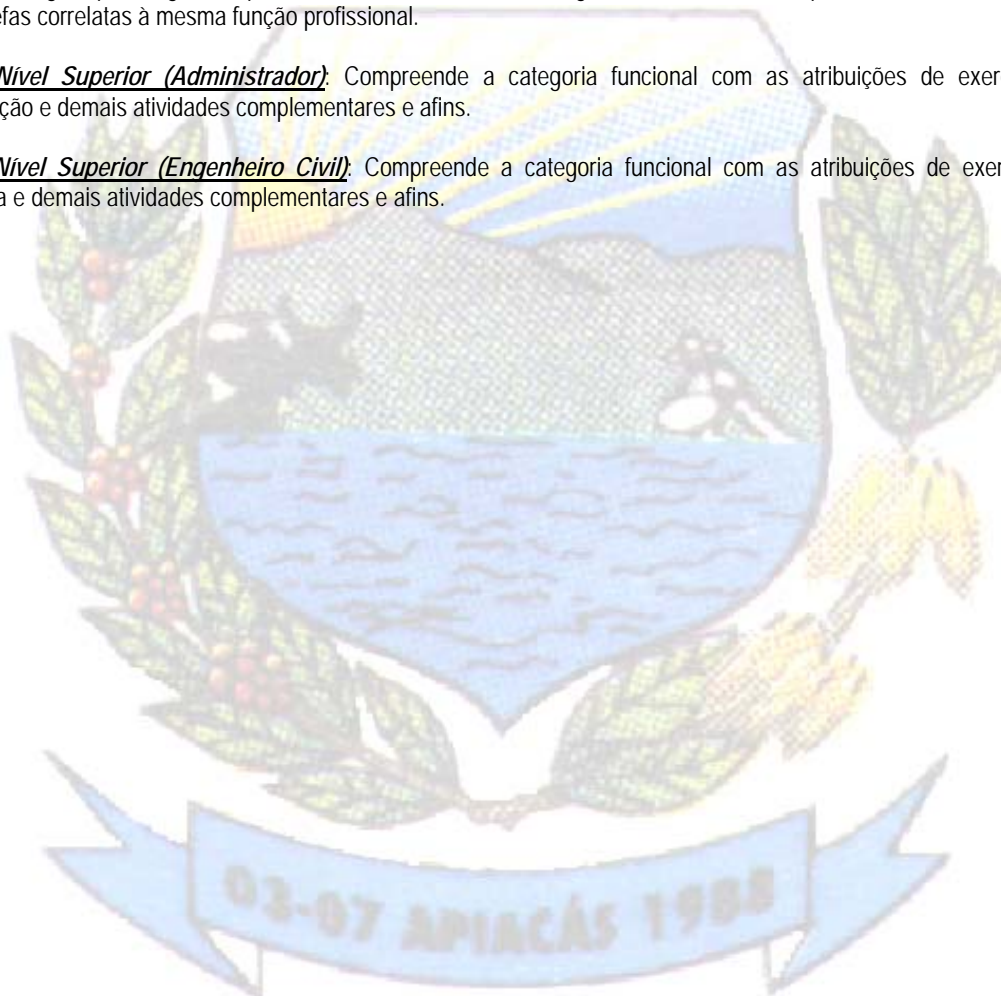 efas correlatas à mesma função profissional.
Nível Superior (Administrador): Compreende a categoria funcional com as atribuições de exer
ção e demais atividades complementares e afins.
Nível Superior (Engenheiro Civil): Compreende a categoria funcional com as atribuições de exer
a e demais atividades complementares e afins.
03-07 APIACÁS 1988